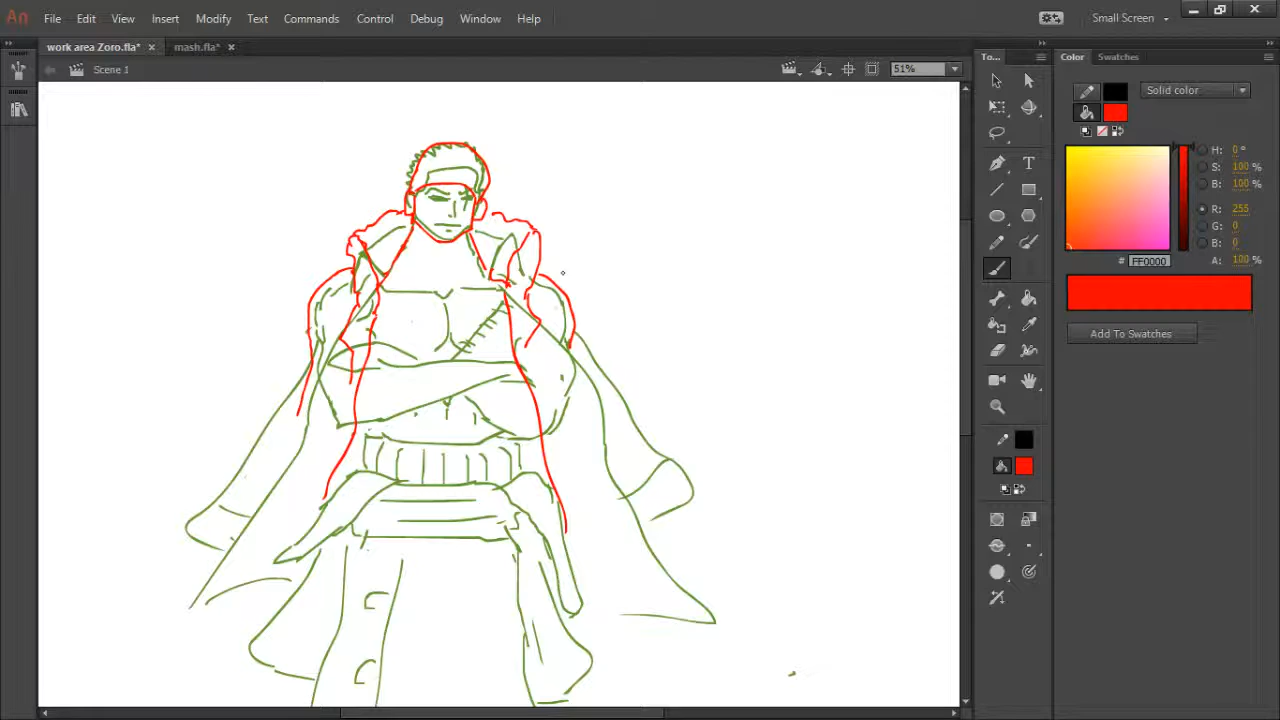 An File Edit View Insert Modify Text Commands Control Debug Window Help Small Screen
work area Zoro.fla* × mash.fla* ×
Scene 1 51%
To... Color Swatches
Solid color
H: 0 °
S: 100 %
B: 100 %
R: 255
G: 0
B: 0
# FF0000 A: 100 %
Add To Swatches
T